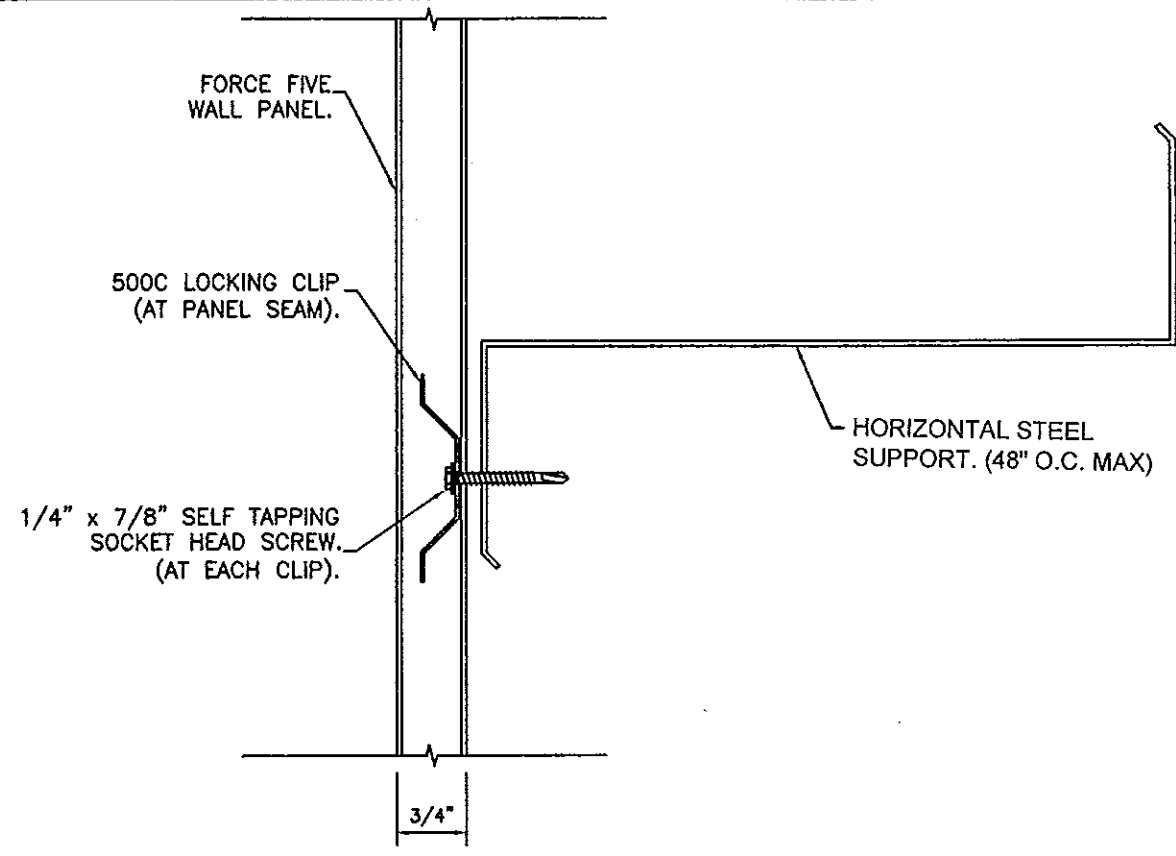 FORCE FIVE
WALL PANEL.
500C LOCKING CLIP
(AT PANEL SEAM).
HORIZONTAL STEEL
SUPPORT. (48" O.C. MAX)
1/4" x 7/8" SELF TAPPING
SOCKET HEAD SCREW.
(AT EACH CLIP).
3/4"